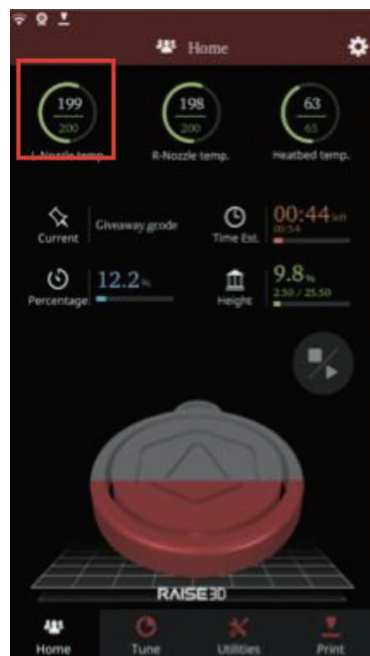 Home
199
200
L-Nozzle temp.
198
200
R-Nozzle temp.
63
65
Heatbed temp.
Current
Giveaway.gcode
Time Est.
00:44 left
00:54
Percentage
12.2%
Height
9.8%
2.50 / 25.50
RAISE3D
Home
Tune
Utilities
Print